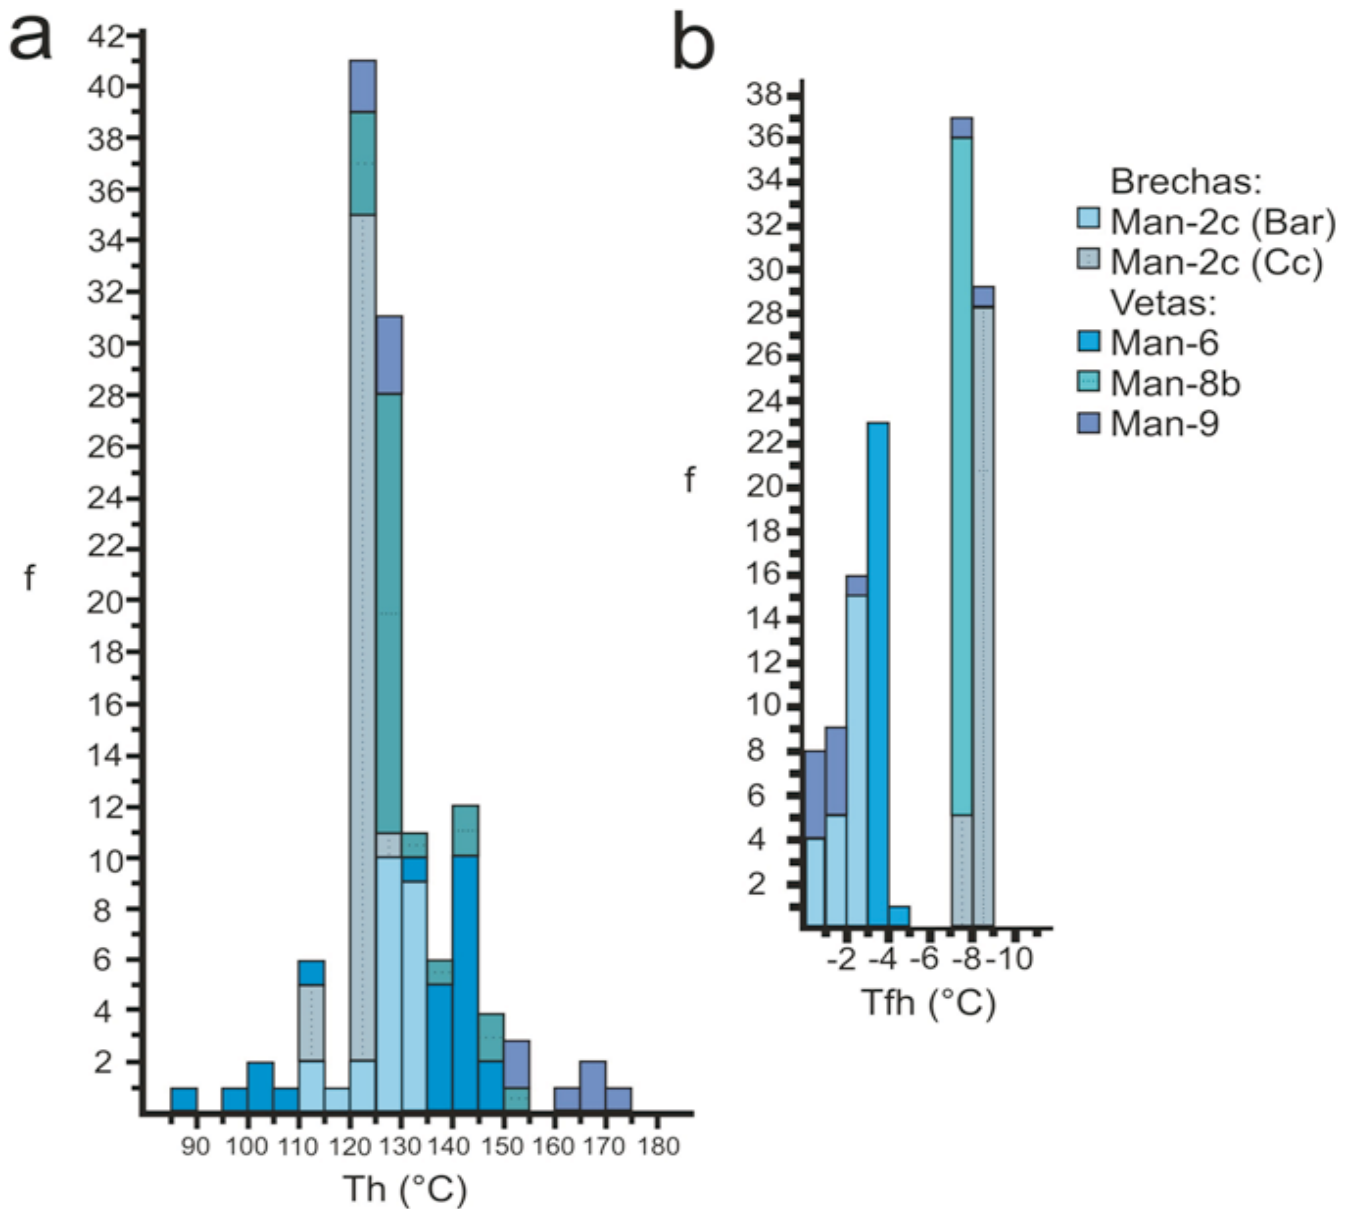 a
42
40
38
36
34
32
30
28
26
24
22
20
18
16
14
12
10
8
6
4
2
f
90 100 110 120 130 140 150 160 170 180
Th (°C)
b
38
36
34
32
30
28
26
24
22
20
18
16
14
12
10
8
6
4
2
f
-2 -4 -6 -8 -10
Tfh (°C)
Brechas:
Man-2c (Bar)
Man-2c (Cc)
Vetas:
Man-6
Man-8b
Man-9